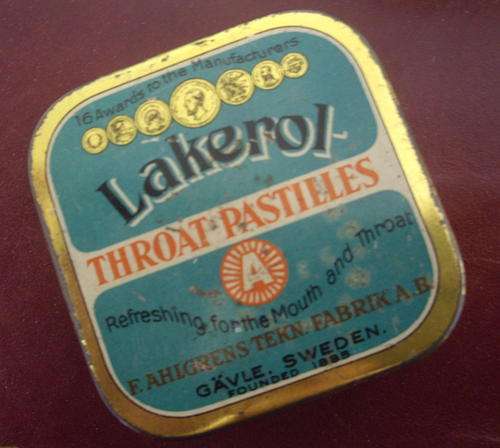 16 Awards to the Manufacturers
Lakerol
THROAT PASTILLES
A
Refreshing for the Mouth and Throat
F. AHLGRENS TEKN. FABRIK A.B.
GÄVLE. SWEDEN.
FOUNDED 1885